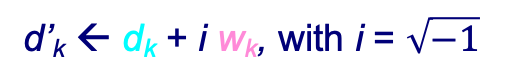 d'ₖ ← dₖ + i wₖ, with i = √−1